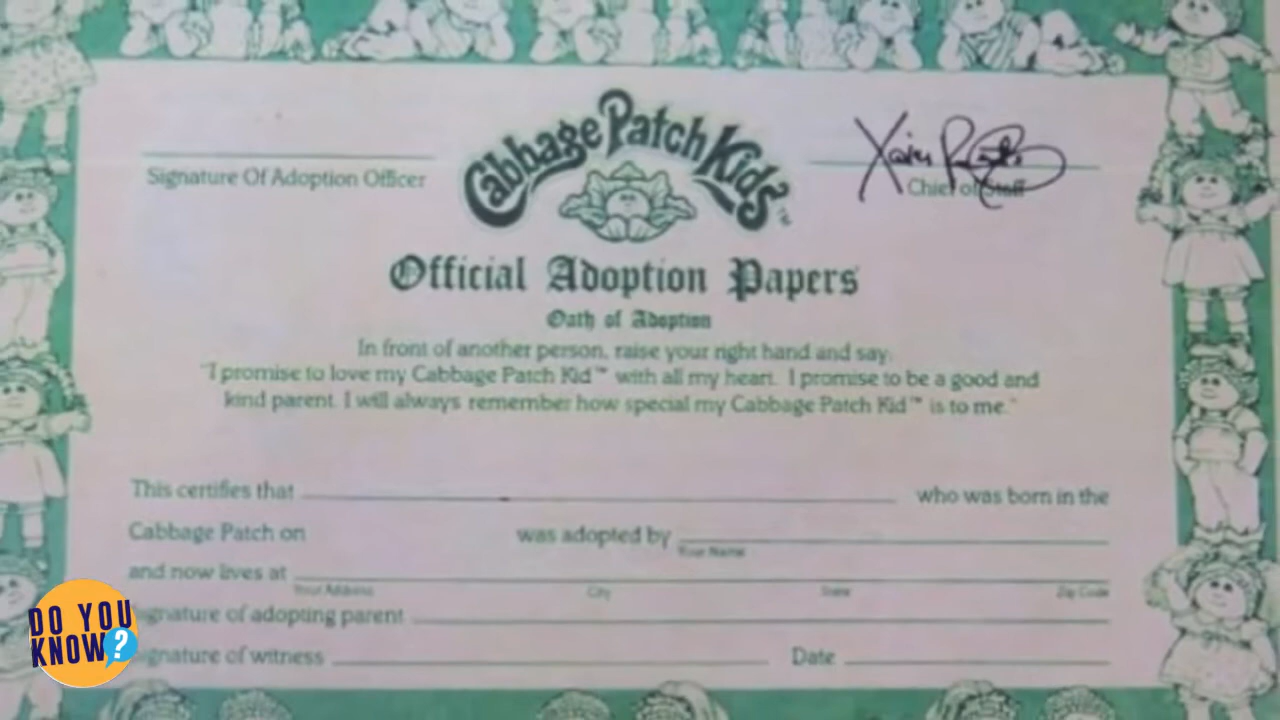 Cabbage Patch Kids™
Signature Of Adoption Officer
Chief of Staff
Official Adoption Papers
Oath of Adoption
In front of another person, raise your right hand and say:
"I promise to love my Cabbage Patch Kid™ with all my heart. I promise to be a good and
kind parent. I will always remember how special my Cabbage Patch Kid™ is to me."
This certifies that who was born in the
Cabbage Patch on was adopted by
Your Name
and now lives at
Your Address City State Zip Code
ignature of adopting parent
ignature of witness Date
DO YOU
KNOW?